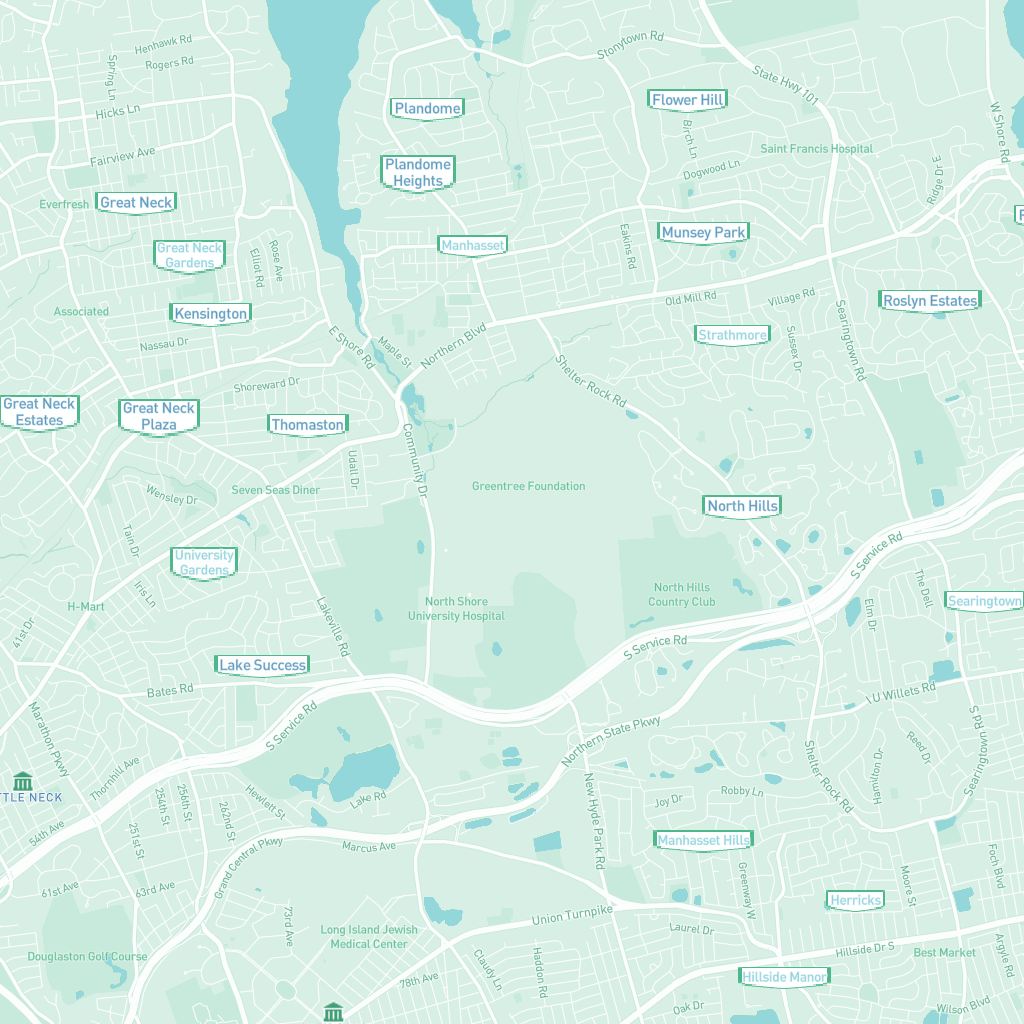 Henhawk Rd
Rogers Rd
Spring Ln
Hicks Ln
Fairview Ave
Stonytown Rd
State Hwy 101
W Shore Rd
Plandome
Flower Hill
Birch Ln
Dogwood Ln
Saint Francis Hospital
Ridge Dr E
Plandome
Heights
Everfresh
Great Neck
Great Neck
Gardens
Elliot Rd
Rose Ave
Manhasset
Eakins Rd
Munsey Park
Associated
Kensington
Nassau Dr
E Shore Rd
Maple St
Northern Blvd
Old Mill Rd
Village Rd
Roslyn Estates
Strathmore
Sussex Dr
Searingtown Rd
Shoreward Dr
Shelter Rock Rd
Great Neck
Estates
Great Neck
Plaza
Thomaston
Community Dr
Udall Dr
Wensley Dr
Seven Seas Diner
Greentree Foundation
North Hills
Tain Dr
University
Gardens
Iris Ln
H-Mart
41st Dr
Lakeville Rd
North Shore
University Hospital
North Hills
Country Club
S Service Rd
S Service Rd
The Dell
Elm Dr
Searingtown
Lake Success
Bates Rd
S Service Rd
I U Willets Rd
Marathon Pkwy
Thornhill Ave
Northern State Pkwy
Shelter Rock Rd
Hamilton Dr
Reed Dr
Searingtown Rd S
TTLE NECK
54th Ave
254th St
256th St
262nd St
251st St
Hewlett St
Lake Rd
Grand Central Pkwy
Marcus Ave
New Hyde Park Rd
Joy Dr
Robby Ln
Manhasset Hills
Greenway W
Foch Blvd
Moore St
Herricks
61st Ave
63rd Ave
73rd Ave
Long Island Jewish
Medical Center
Union Turnpike
Laurel Dr
Hillside Dr S
Best Market
Argyle Rd
Douglaston Golf Course
78th Ave
Claudy Ln
Haddon Rd
Hillside Manor
Oak Dr
Wilson Blvd